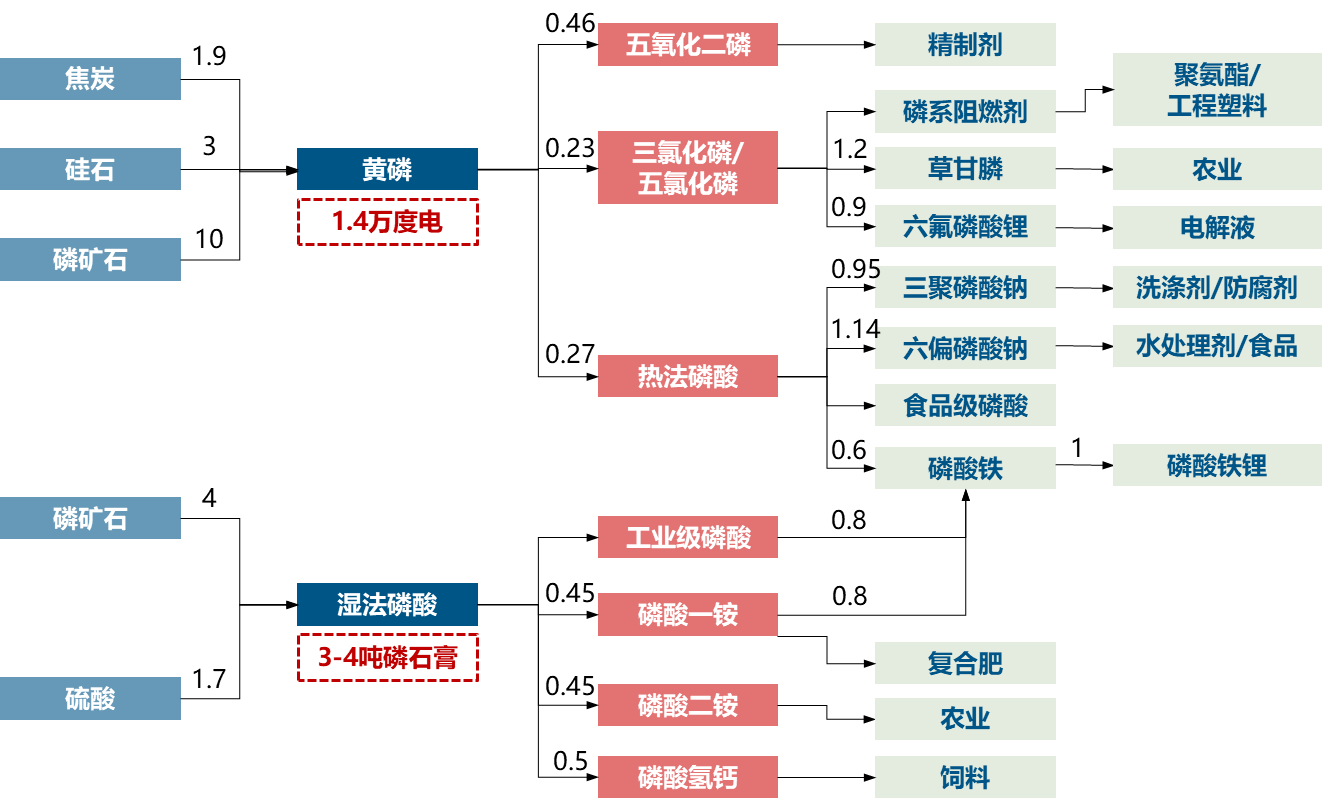 焦炭
1.9
硅石
3
磷矿石
10
黄磷
1.4万度电
0.46
五氧化二磷
精制剂
0.23
三氯化磷/
五氯化磷
磷系阻燃剂
聚氨酯/
工程塑料
1.2
草甘膦
农业
0.9
六氟磷酸锂
电解液
0.27
热法磷酸
0.95
三聚磷酸钠
洗涤剂/防腐剂
1.14
六偏磷酸钠
水处理剂/食品
食品级磷酸
0.6
磷酸铁
1
磷酸铁锂
磷矿石
4
硫酸
1.7
湿法磷酸
3-4吨磷石膏
工业级磷酸
0.8
0.45
磷酸一铵
0.8
复合肥
0.45
磷酸二铵
农业
0.5
磷酸氢钙
饲料